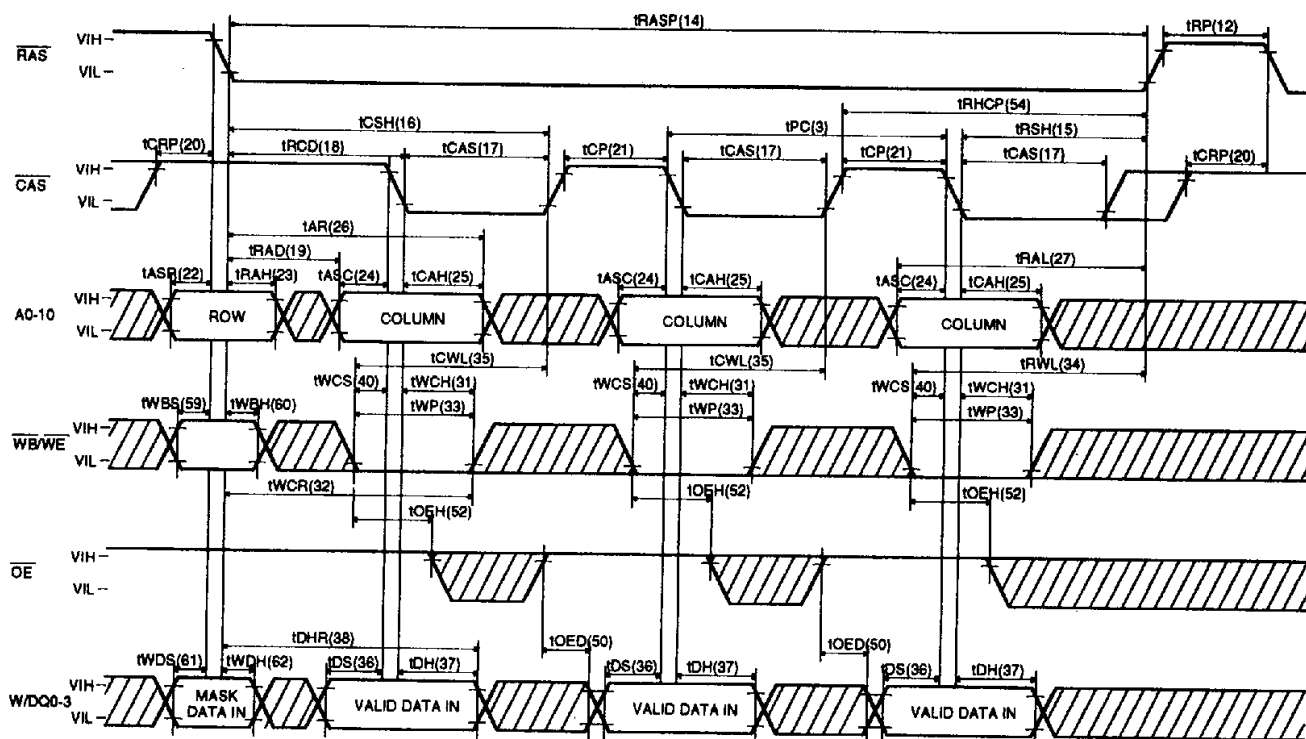 tRASP(14) tRP(12)
RAS VIH VIL
tRHCP(54)
tCSH(16) tPC(3) tRSH(15)
tCRP(20) tRCD(18) tCAS(17) tCP(21) tCAS(17) tCP(21) tCAS(17) tCRP(20)
CAS VIH VIL
tAR(26)
tRAD(19) tRAL(27)
tASR(22) tRAH(23) tASC(24) tCAH(25) tASC(24) tCAH(25) tASC(24) tCAH(25)
A0-10 VIH VIL ROW COLUMN COLUMN COLUMN
tCWL(35) tCWL(35) tRWL(34)
tWCS(40) tWCH(31) tWCS(40) tWCH(31) tWCS(40) tWCH(31)
tWBS(59) tWBH(60) tWP(33) tWP(33) tWP(33)
WB/WE VIH VIL
tWCR(32)
tOEH(52) tOEH(52) tOEH(52)
OE VIH VIL
tDHR(38) tOED(50) tOED(50)
tWDS(61) tWDH(62) tDS(36) tDH(37) tDS(36) tDH(37) tDS(36) tDH(37)
W/DQ0-3 VIH VIL MASK DATA IN VALID DATA IN VALID DATA IN VALID DATA IN